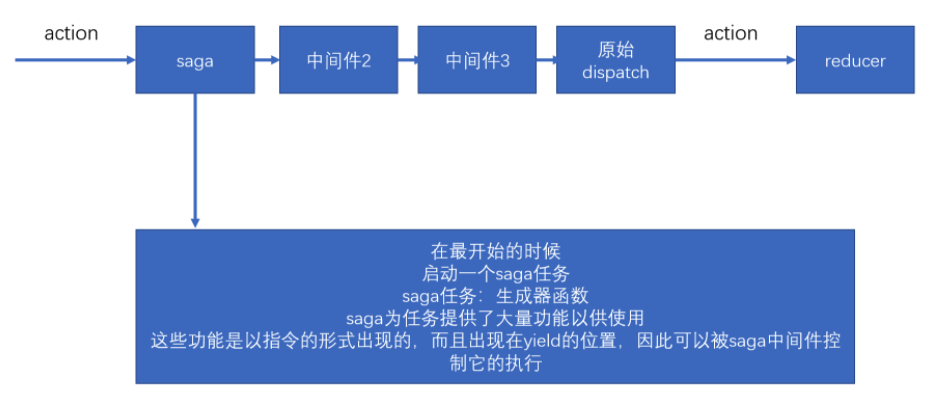 action
saga
中间件2
中间件3
原始
dispatch
action
reducer
在最开始的时候
启动一个saga任务
saga任务：生成器函数
saga为任务提供了大量功能以供使用
这些功能是以指令的形式出现的，而且出现在yield的位置，因此可以被saga中间件控
制它的执行